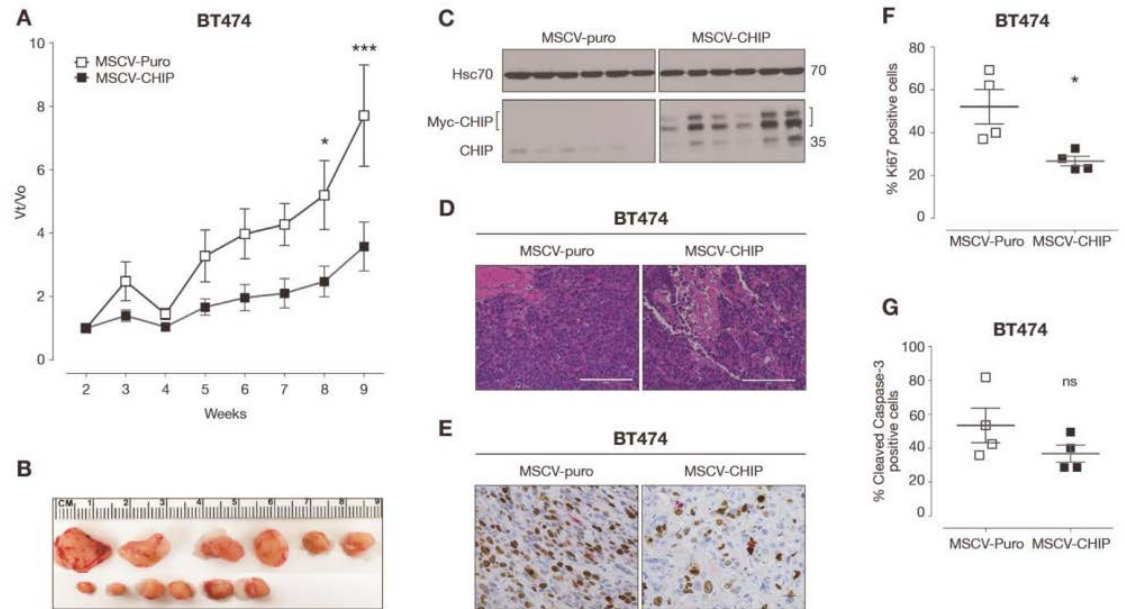 A
BT474
10
8
6
4
2
0
Vt/Vo
MSCV-Puro
MSCV-CHIP
*
***
2 3 4 5 6 7 8 9
Weeks
B
CM 1 2 3 4 5 6 7 8 9
C
MSCV-puro MSCV-CHIP
Hsc70 70
Myc-CHIP
CHIP 35
D
BT474
MSCV-puro MSCV-CHIP
E
BT474
MSCV-puro MSCV-CHIP
F
BT474
80
60
40
20
0
% Ki67 positive cells
*
MSCV-Puro MSCV-CHIP
G
BT474
100
80
60
40
20
0
% Cleaved Caspase-3
positive cells
ns
MSCV-Puro MSCV-CHIP